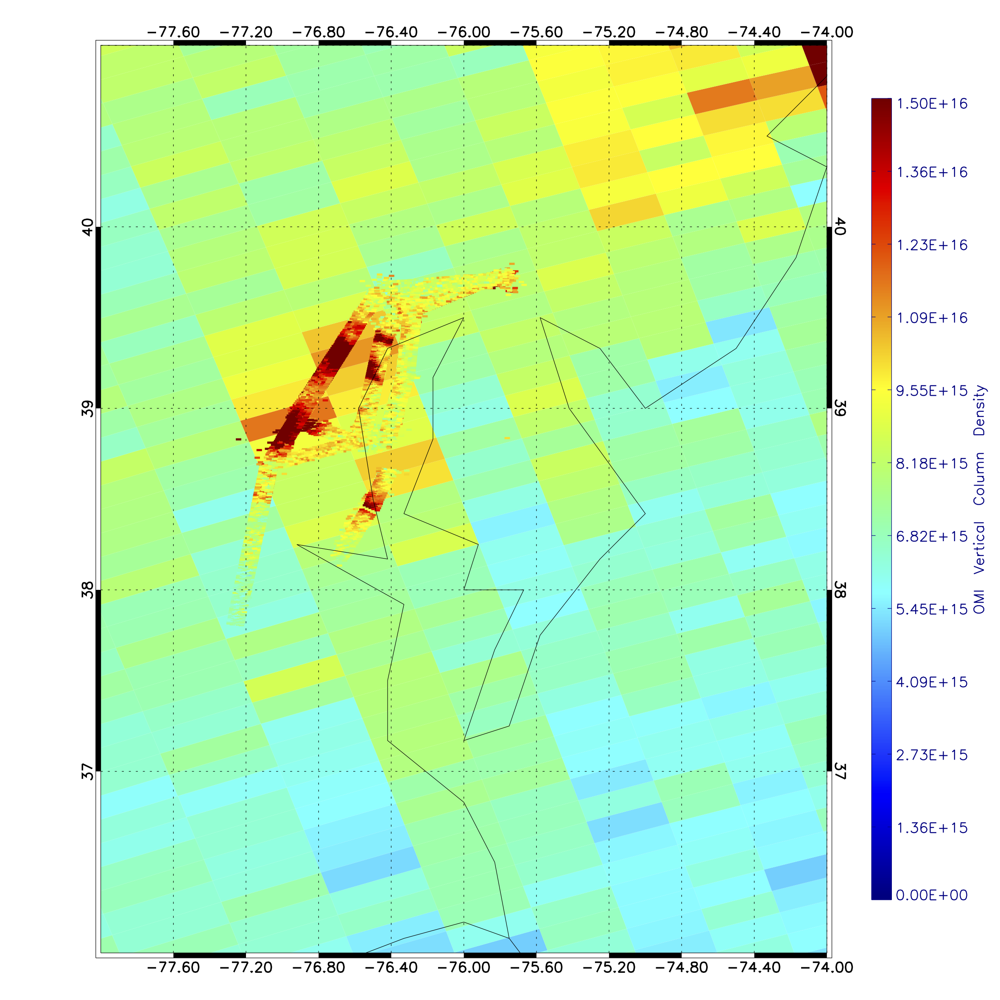 −77.60 −77.20 −76.80 −76.40 −76.00 −75.60 −75.20 −74.80 −74.40 −74.00
40 40
39 39
38 38
37 37
−77.60 −77.20 −76.80 −76.40 −76.00 −75.60 −75.20 −74.80 −74.40 −74.00
1.50E+16
1.36E+16
1.23E+16
1.09E+16
9.55E+15
8.18E+15
6.82E+15
5.45E+15
4.09E+15
2.73E+15
1.36E+15
0.00E+00
OMI Vertical Column Density